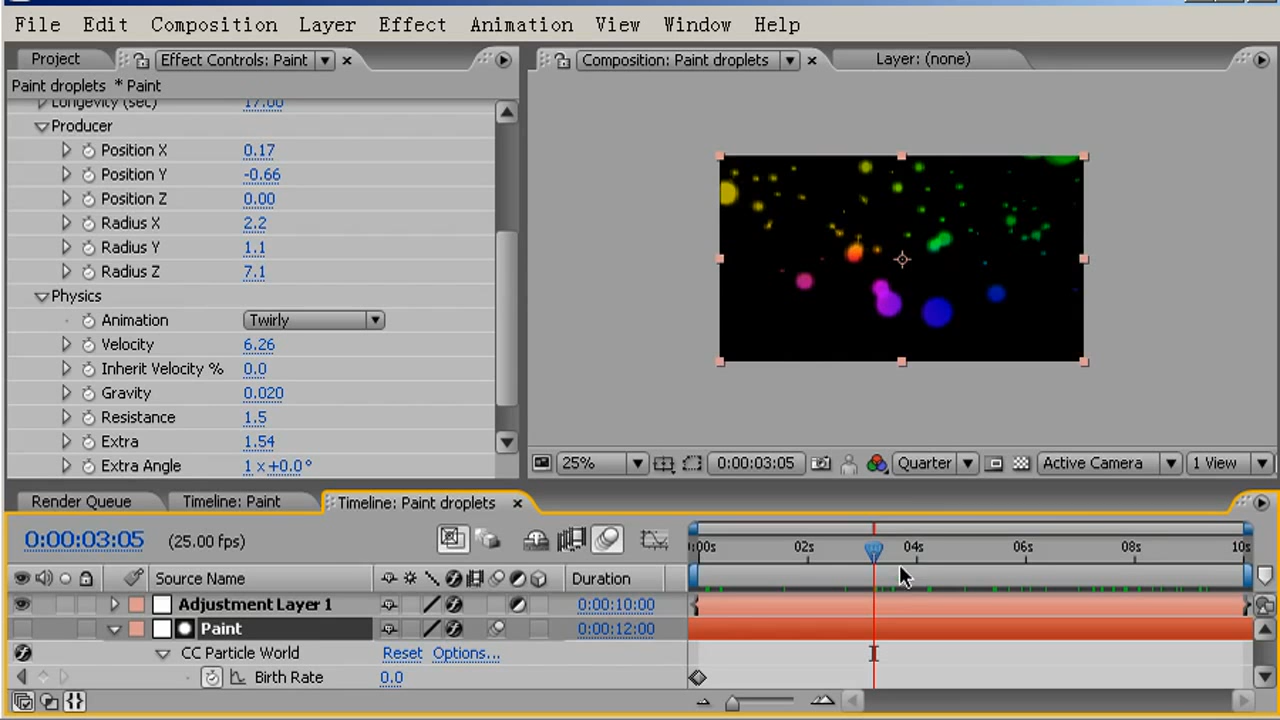 File Edit Composition Layer Effect Animation View Window Help
Project Effect Controls: Paint Composition: Paint droplets Layer: (none)
Paint droplets * Paint
Longevity (sec) 17.00
Producer
Position X 0.17
Position Y -0.66
Position Z 0.00
Radius X 2.2
Radius Y 1.1
Radius Z 7.1
Physics
Animation Twirly
Velocity 6.26
Inherit Velocity % 0.0
Gravity 0.020
Resistance 1.5
Extra 1.54
Extra Angle 1 x +0.0°
25% 0:00:03:05 Quarter Active Camera 1 View
Render Queue Timeline: Paint Timeline: Paint droplets
0:00:03:05 (25.00 fps) :00s 02s 04s 06s 08s 10s
Source Name Duration
Adjustment Layer 1 0:00:10:00
Paint 0:00:12:00
CC Particle World Reset Options...
Birth Rate 0.0